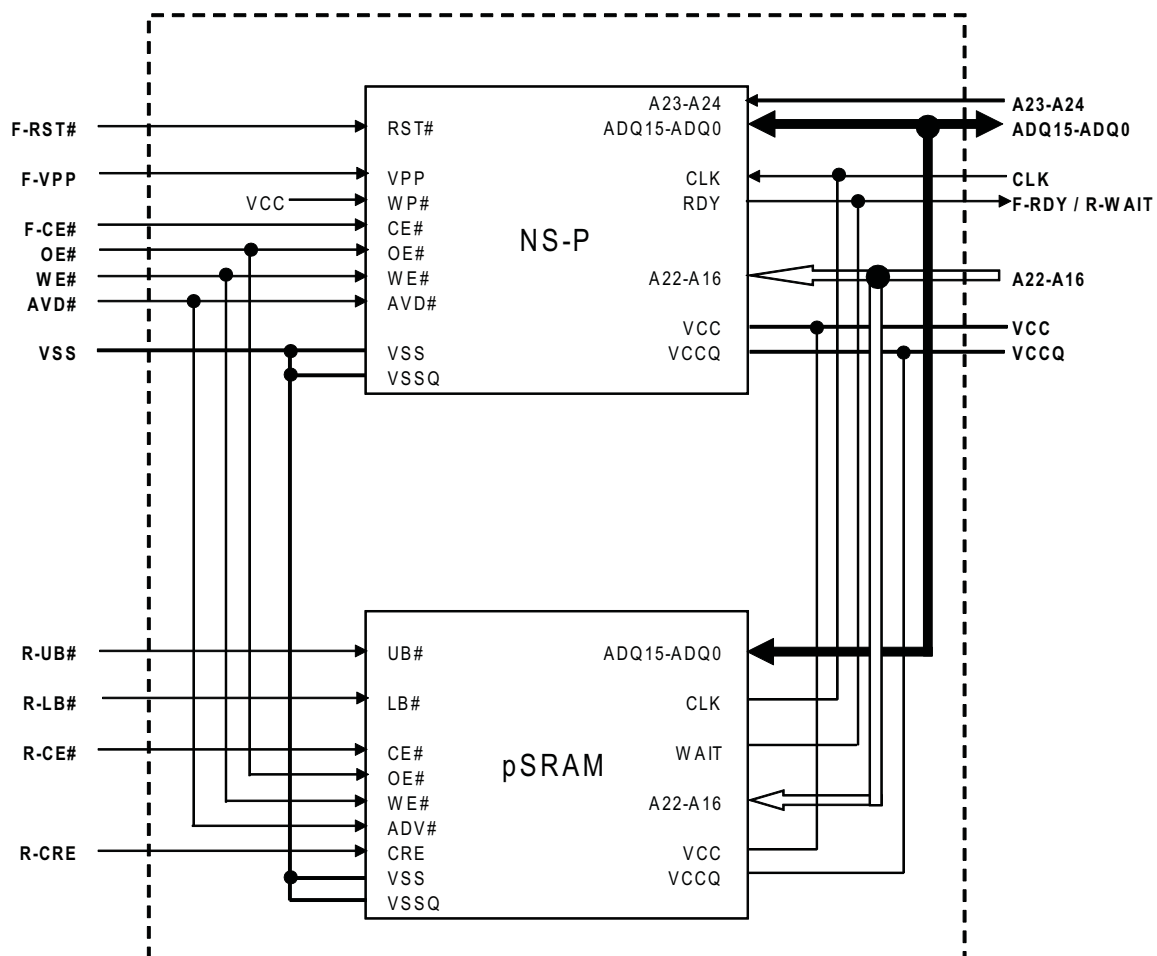 F-RST#
F-VPP
F-CE#
OE#
WE#
AVD#
VSS
VCC
RST#
VPP
WP#
CE#
OE#
WE#
AVD#
VSS
VSSQ
NS-P
A23-A24
ADQ15-ADQ0
CLK
RDY
A22-A16
VCC
VCCQ
A23-A24
ADQ15-ADQ0
CLK
F-RDY / R-WAIT
A22-A16
VCC
VCCQ
R-UB#
R-LB#
R-CE#
R-CRE
UB#
LB#
CE#
OE#
WE#
ADV#
CRE
VSS
VSSQ
pSRAM
ADQ15-ADQ0
CLK
WAIT
A22-A16
VCC
VCCQ